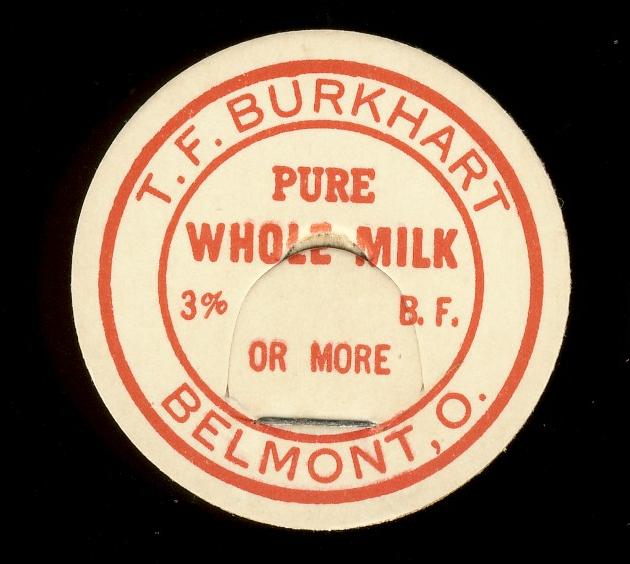 T. F. BURKHART
PURE
WHOLE MILK
3% B. F.
OR MORE
BELMONT, O.